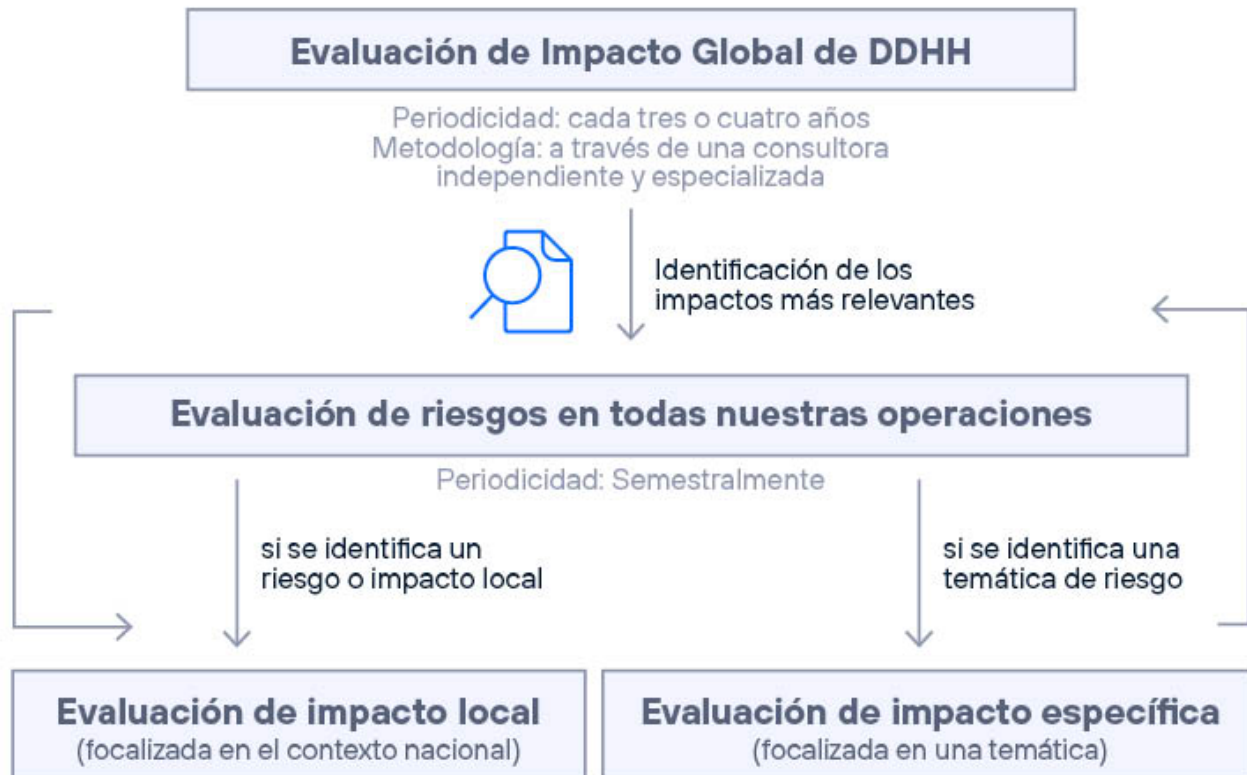 Evaluación de Impacto Global de DDHH
Periodicidad: cada tres o cuatro años
Metodología: a través de una consultora
independiente y especializada
Identificación de los
impactos más relevantes
Evaluación de riesgos en todas nuestras operaciones
Periodicidad: Semestralmente
si se identifica un
riesgo o impacto local
si se identifica una
temática de riesgo
Evaluación de impacto local
(focalizada en el contexto nacional)
Evaluación de impacto específica
(focalizada en una temática)